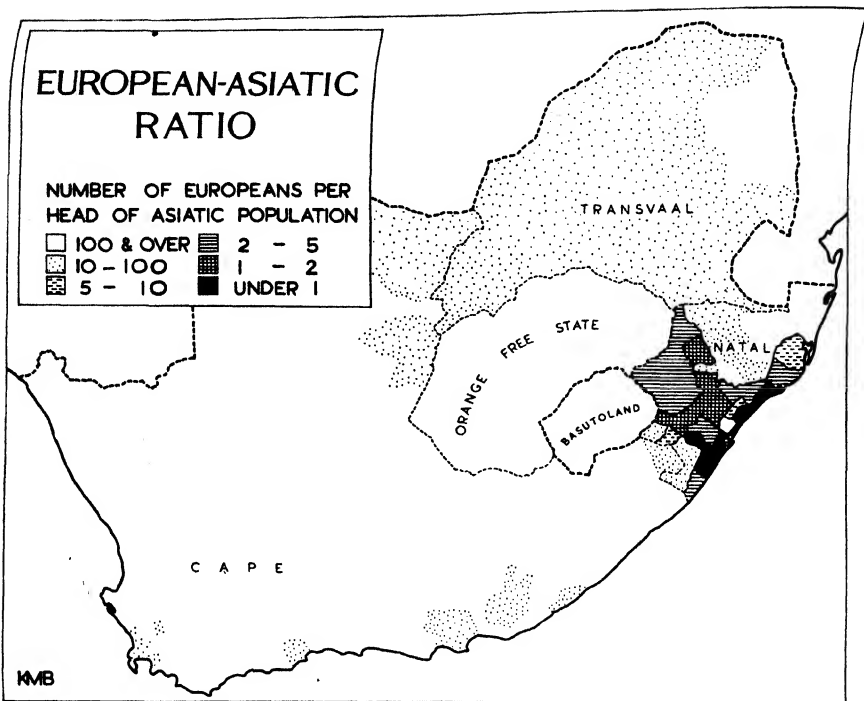 EUROPEAN-ASIATIC
RATIO
NUMBER OF EUROPEANS PER
HEAD OF ASIATIC POPULATION
100 & OVER 2 - 5
10 - 100 1 - 2
5 - 10 UNDER 1
TRANSVAAL
ORANGE FREE STATE
NATAL
BASUTOLAND
CAPE
KMB